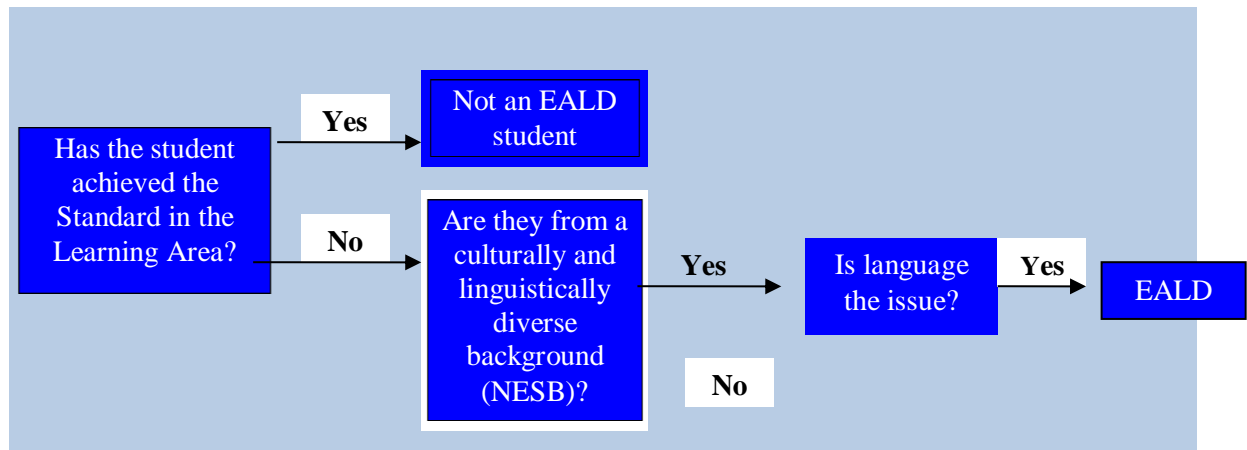 Has the student
achieved the
Standard in the
Learning Area?
Yes
Not an EALD
student
No
Are they from a
culturally and
linguistically
diverse
background
(NESB)?
Yes
No
Is language
the issue?
Yes
EALD